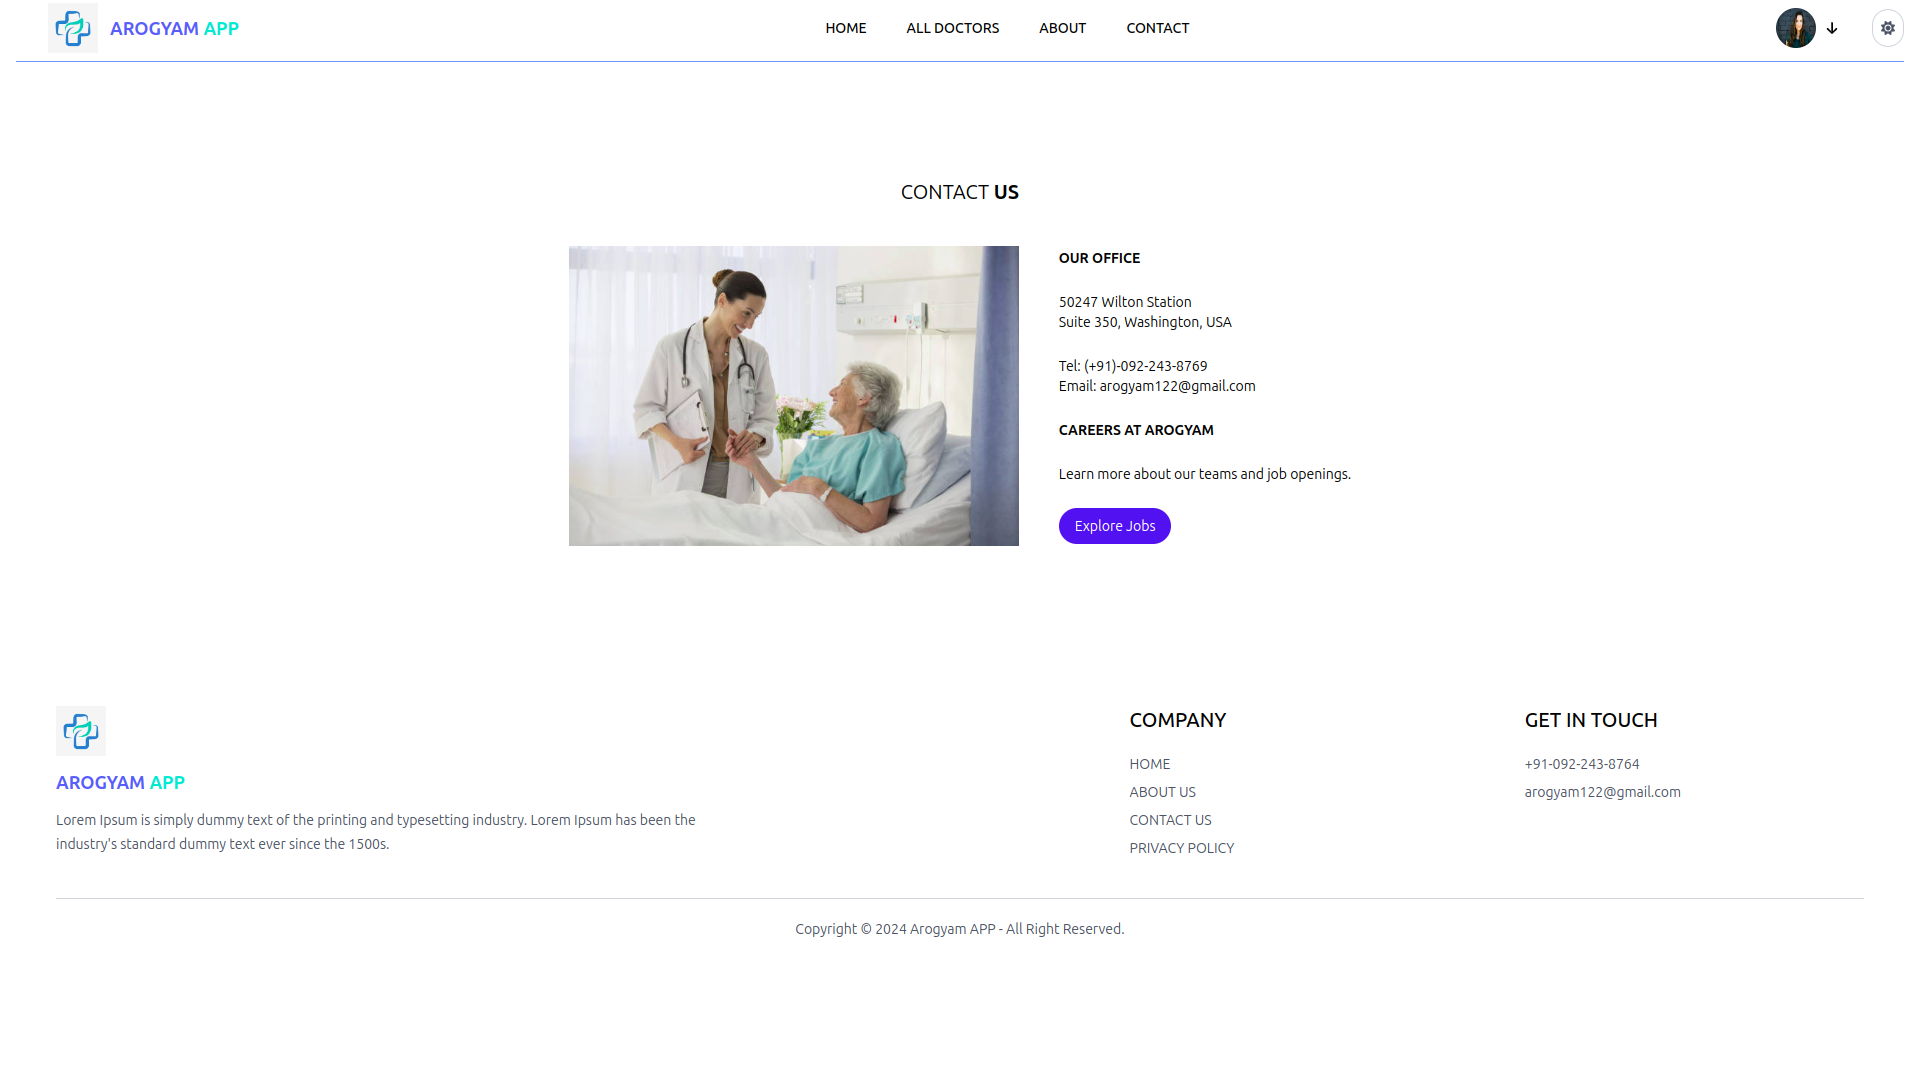 AROGYAM APP
HOME
ALL DOCTORS
ABOUT
CONTACT
CONTACT US
OUR OFFICE
50247 Wilton Station
Suite 350, Washington, USA
Tel: (+91)-092-243-8769
Email: arogyam122@gmail.com
CAREERS AT AROGYAM
Learn more about our teams and job openings.
Explore Jobs
AROGYAM APP
Lorem Ipsum is simply dummy text of the printing and typesetting industry. Lorem Ipsum has been the
industry's standard dummy text ever since the 1500s.
COMPANY
HOME
ABOUT US
CONTACT US
PRIVACY POLICY
GET IN TOUCH
+91-092-243-8764
arogyam122@gmail.com
Copyright © 2024 Arogyam APP - All Right Reserved.